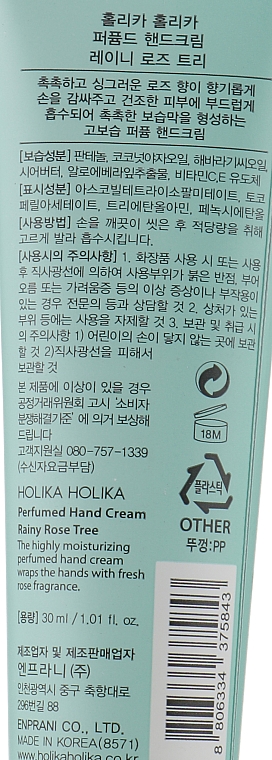 홀리카 홀리카
퍼퓸드 핸드크림
레이니 로즈 트리
촉촉하고 싱그러운 로즈 향이 향기롭게
손을 감싸주고 건조한 피부에 부드럽게
흡수되어 촉촉한 보습막을 형성하는
고보습 퍼퓸 핸드크림
[보습성분] 판테놀, 코코넛야자오일, 해바라기씨오일,
시어버터, 알로에베라잎추출물, 비타민C,E 유도체
[표시성분] 아스코빌테트라이소팔미테이트, 토코
페릴아세테이트, 트리에탄올아민, 페녹시에탄올
[사용방법] 손을 깨끗이 씻은 후 적당량을 취해
고르게 발라 흡수시킵니다.
[사용시의 주의사항] 1. 화장품 사용 시 또는 사용
후 직사광선에 의하여 사용부위가 붉은 반점, 부어
오름 또는 가려움증 등의 이상 증상이나 부작용이
있는 경우 전문의 등과 상담할 것 2. 상처가 있는
부위 등에는 사용을 자제할 것 3. 보관 및 취급 시
의 주의사항 1) 어린이의 손이 닿지 않는 곳에 보관
할 것 2)직사광선을 피해서
보관할 것
본 제품에 이상이 있을 경우
공정거래위원회 고시 '소비자
분쟁해결기준' 에 의거 보상해
드립니다
고객지원실 080-757-1339
(수신자요금부담)
18M
플라스틱
OTHER
뚜껑:PP
HOLIKA HOLIKA
Perfumed Hand Cream
Rainy Rose Tree
The highly moisturizing
perfumed hand cream
wraps the hands with fresh
rose fragrance.
[용량] 30 ml / 1.01 fl. oz.
제조업자 및 제조판매업자
엔프라니 (주)
인천광역시 중구 축항대로
296번길 88
ENPRANI CO., LTD.
MADE IN KOREA(8571)
www.holikaholika.co.kr
8 806334 375843